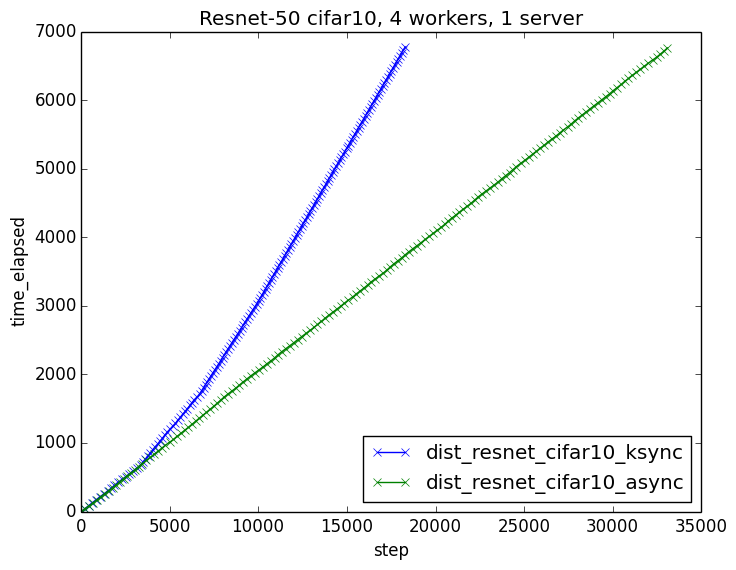 Resnet-50 cifar10, 4 workers, 1 server
7000
6000
5000
4000
3000
2000
1000
0
time_elapsed
0 5000 10000 15000 20000 25000 30000 35000
step
dist_resnet_cifar10_ksync
dist_resnet_cifar10_async